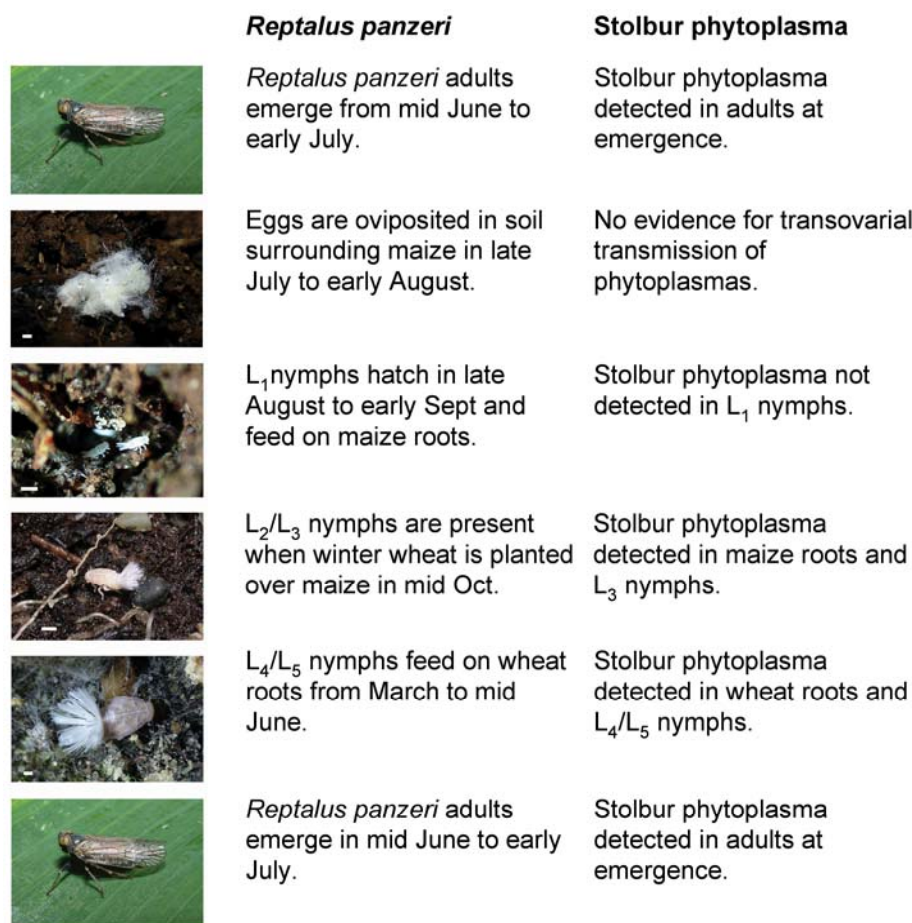 Reptalus panzeri
Stolbur phytoplasma
Reptalus panzeri adults
emerge from mid June to
early July.
Stolbur phytoplasma
detected in adults at
emergence.
Eggs are oviposited in soil
surrounding maize in late
July to early August.
No evidence for transovarial
transmission of
phytoplasmas.
L₁nymphs hatch in late
August to early Sept and
feed on maize roots.
Stolbur phytoplasma not
detected in L₁ nymphs.
L₂/L₃ nymphs are present
when winter wheat is planted
over maize in mid Oct.
Stolbur phytoplasma
detected in maize roots and
L₃ nymphs.
L₄/L₅ nymphs feed on wheat
roots from March to mid
June.
Stolbur phytoplasma
detected in wheat roots and
L₄/L₅ nymphs.
Reptalus panzeri adults
emerge in mid June to early
July.
Stolbur phytoplasma
detected in adults at
emergence.